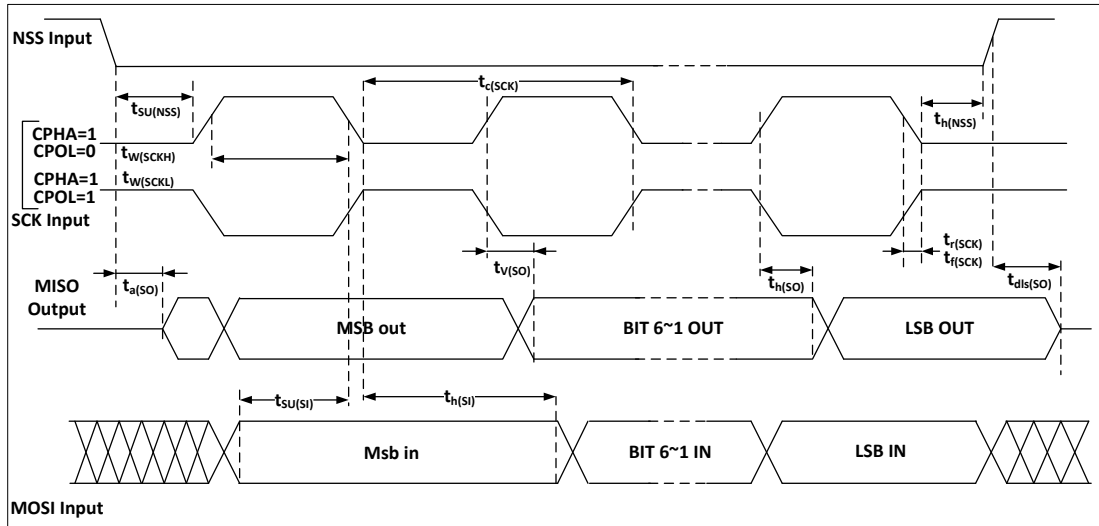 NSS Input
tc(SCK)
tSU(NSS)
th(NSS)
CPHA=1
CPOL=0
tW(SCKH)
CPHA=1
CPOL=1
tW(SCKL)
SCK Input
tr(SCK)
tf(SCK)
tV(SO)
ta(SO)
th(SO)
tdls(SO)
MISO
Output
MSB out
BIT 6~1 OUT
LSB OUT
tSU(SI)
th(SI)
Msb in
BIT 6~1 IN
LSB IN
MOSI Input